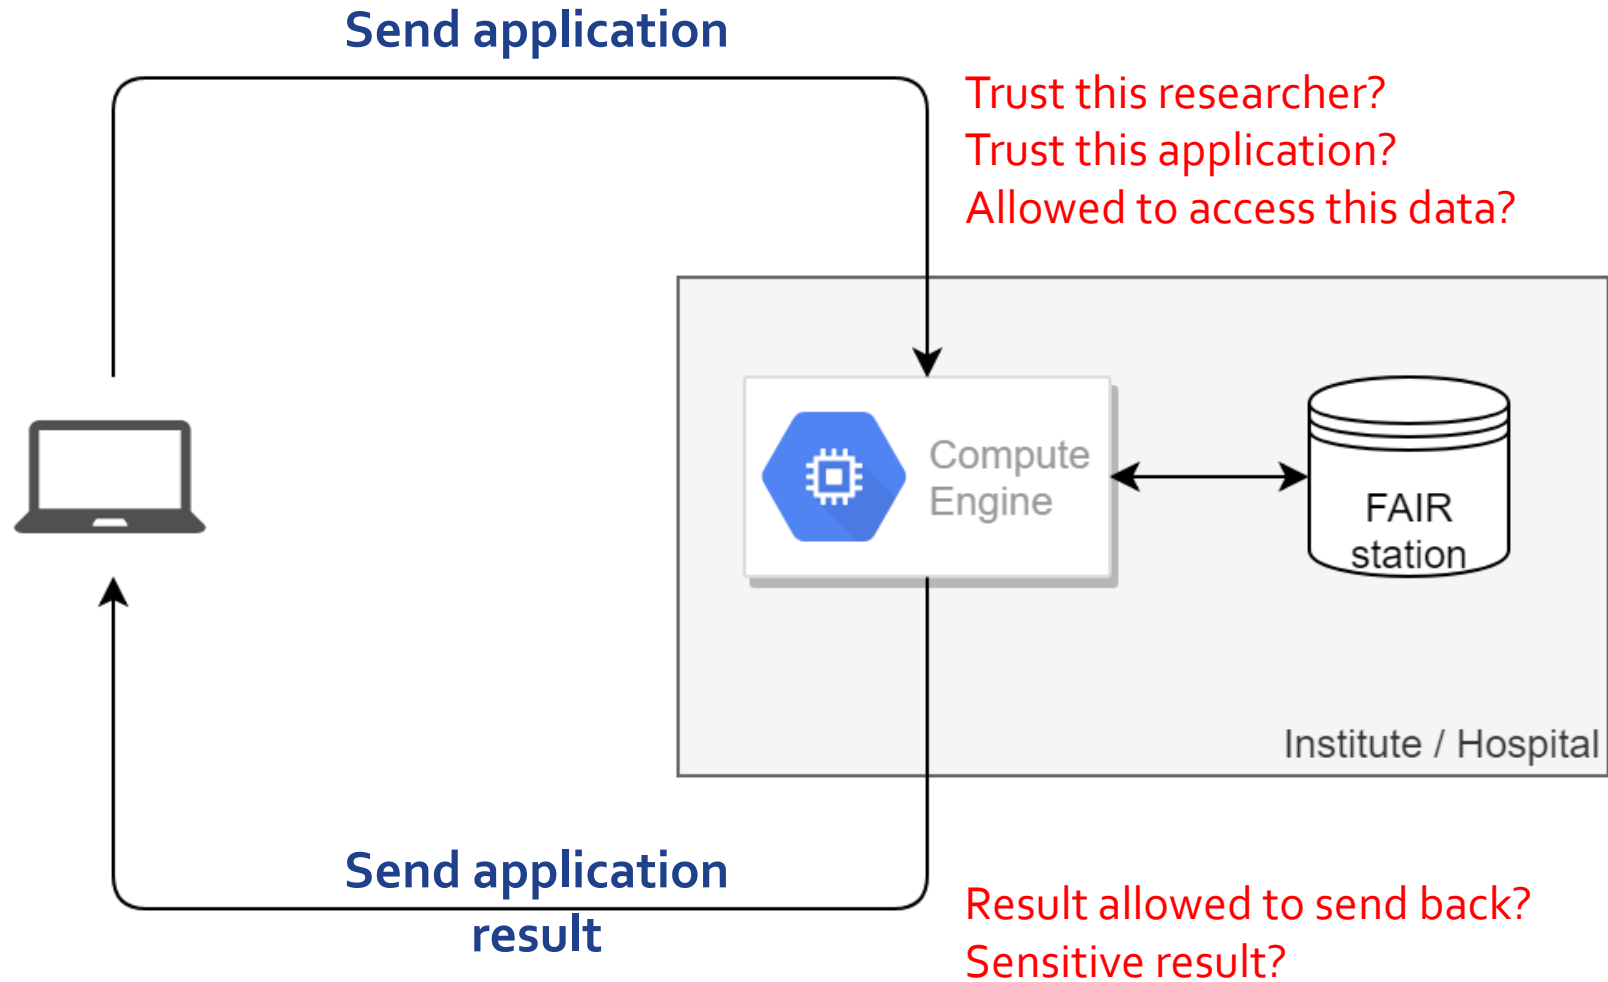 Send application
Trust this researcher?
Trust this application?
Allowed to access this data?
Compute
Engine
FAIR
station
Institute / Hospital
Send application
result
Result allowed to send back?
Sensitive result?